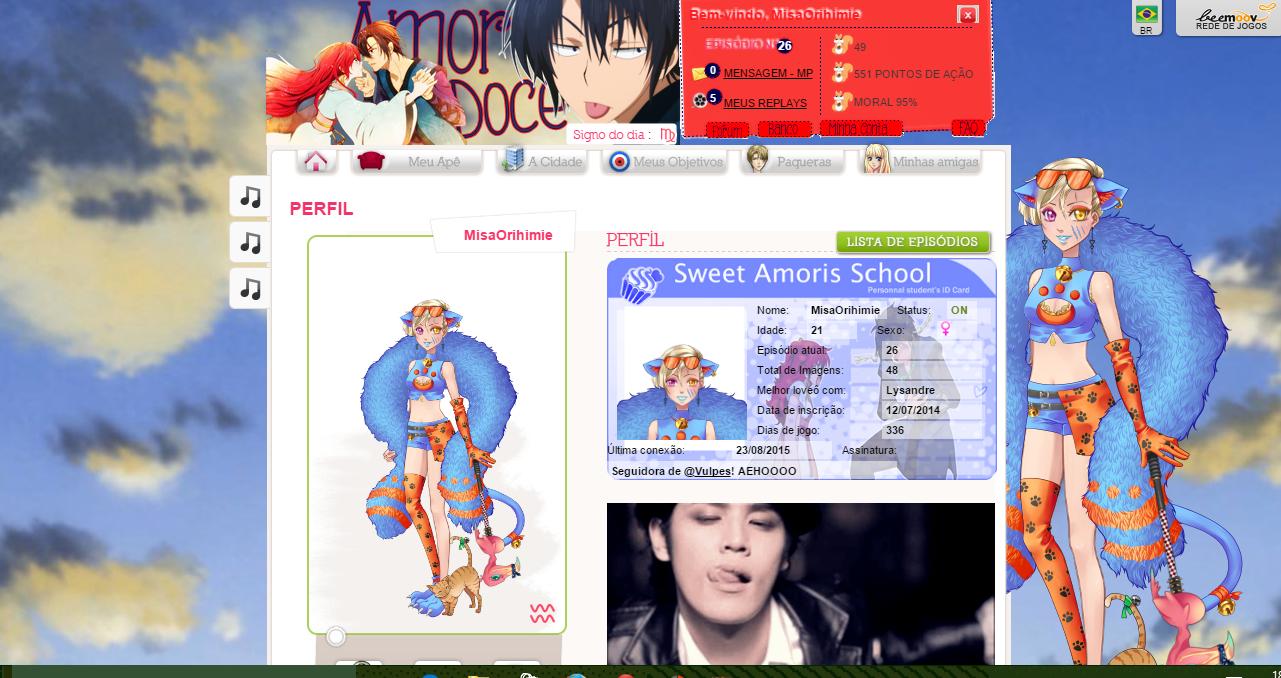 Amor Doce
Signo do dia :
Bem-vindo, MisaOrihimie
x
EPISÓDIO Nº 26
0 MENSAGEM - MP
5 MEUS REPLAYS
49
551 PONTOS DE AÇÃO
MORAL 95%
Fórum
Banco
Minha conta
FAQ
BR
beemoov
REDE DE JOGOS
Meu Apê
A Cidade
Meus Objetivos
Paqueras
Minhas amigas
PERFIL
MisaOrihimie
PERFIL
LISTA DE EPISÓDIOS
Sweet Amoris School
Personnal student's ID Card
Nome: MisaOrihimie Status: ON
Idade: 21 Sexo: ♀
Episódio atual: 26
Total de Imagens: 48
Melhor loveô com: Lysandre
Data de inscrição: 12/07/2014
Dias de jogo: 336
Última conexão: 23/08/2015 Assinatura:
Seguidora de @Vulpes! AEHOOOO